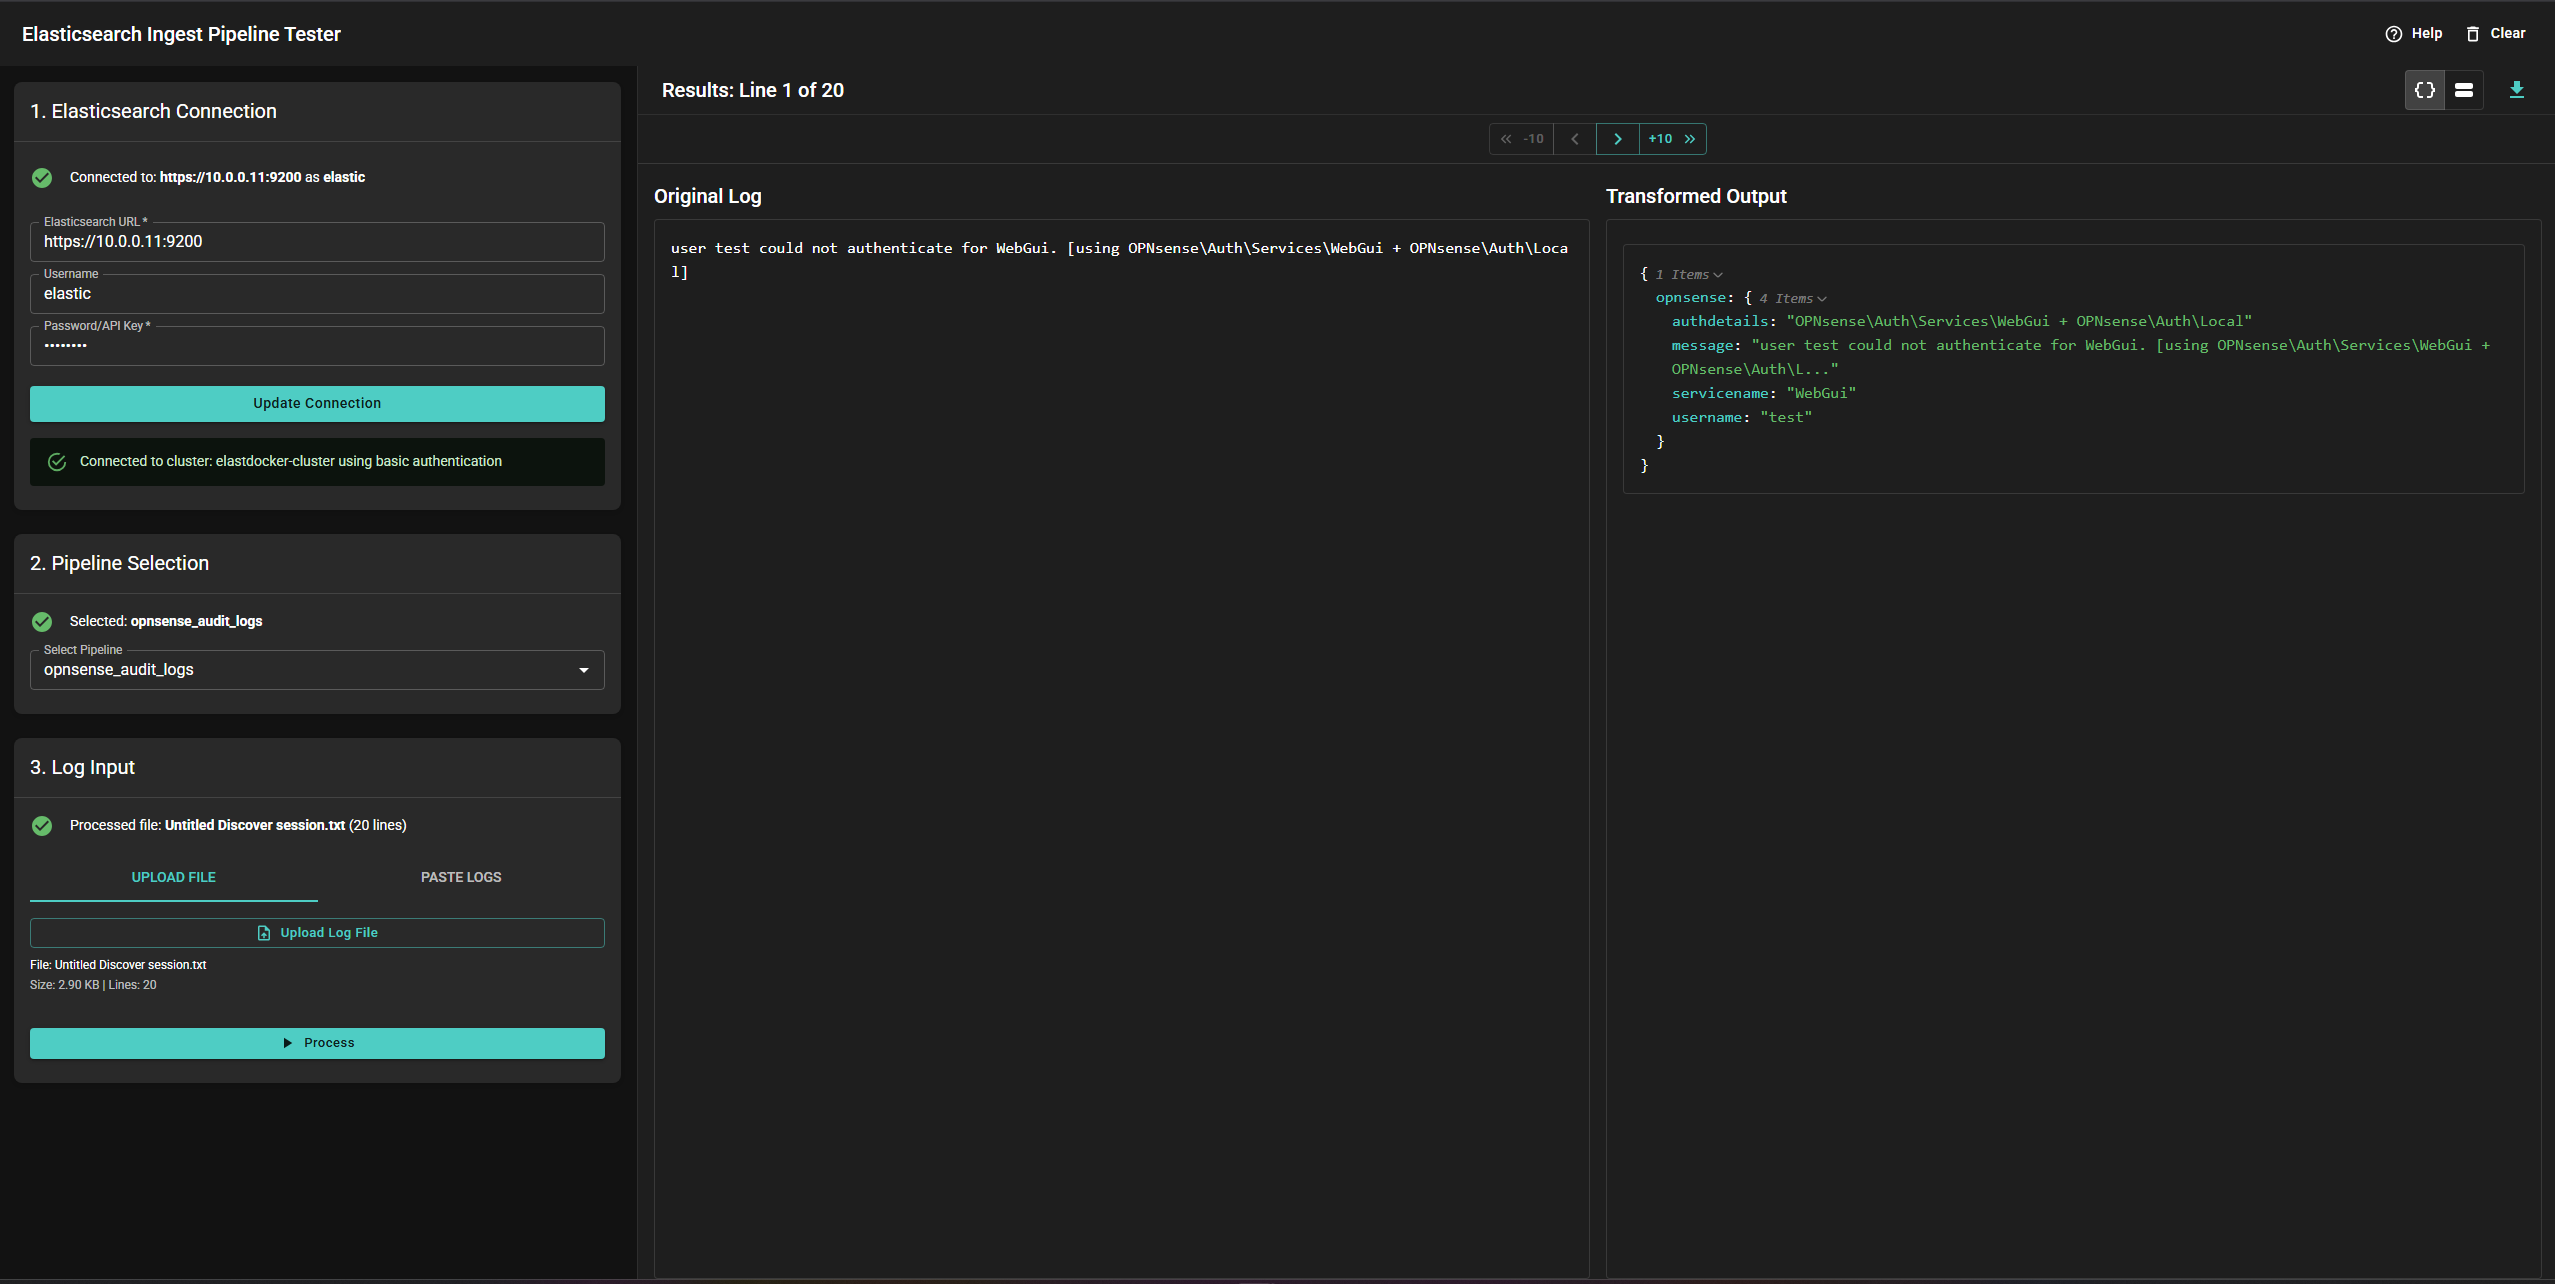 Elasticsearch Ingest Pipeline Tester
Help
Clear
1. Elasticsearch Connection
Connected to: https://10.0.0.11:9200 as elastic
Elasticsearch URL *
https://10.0.0.11:9200
Username
elastic
Password/API Key *
••••••••
Update Connection
Connected to cluster: elastdocker-cluster using basic authentication
2. Pipeline Selection
Selected: opnsense_audit_logs
Select Pipeline
opnsense_audit_logs
3. Log Input
Processed file: Untitled Discover session.txt (20 lines)
UPLOAD FILE
PASTE LOGS
Upload Log File
File: Untitled Discover session.txt
Size: 2.90 KB | Lines: 20
Process
Results: Line 1 of 20
-10
+10
Original Log
user test could not authenticate for WebGui. [using OPNsense\Auth\Services\WebGui + OPNsense\Auth\Loca
l]
Transformed Output
{ 1 Items
opnsense: { 4 Items
authdetails: "OPNsense\Auth\Services\WebGui + OPNsense\Auth\Local"
message: "user test could not authenticate for WebGui. [using OPNsense\Auth\Services\WebGui +
OPNsense\Auth\L..."
servicename: "WebGui"
username: "test"
}
}